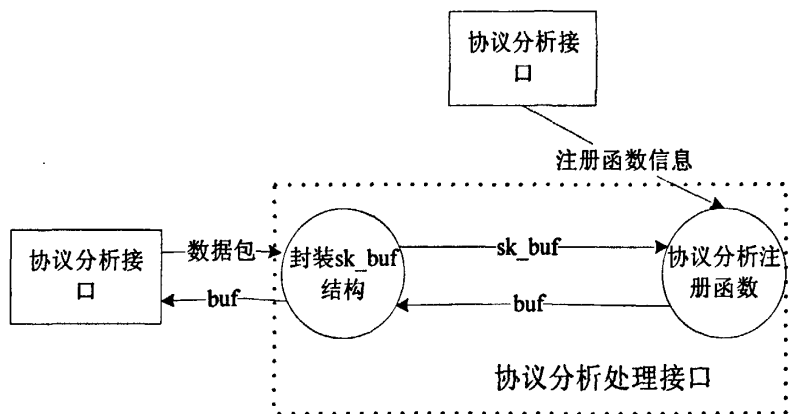 协议分析接
口
注册函数信息
协议分析接
口
数据包
buf
封装sk_buf
结构
sk_buf
buf
协议分析注
册函数
协议分析处理接口